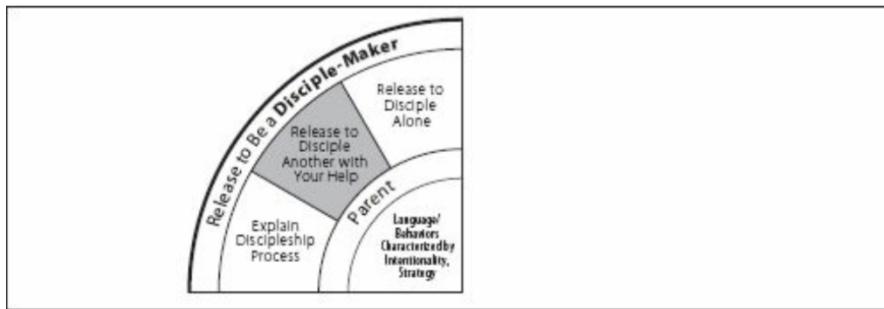 Release to Be a Disciple-Maker
Release to
Disciple
Alone
Release to
Disciple
Another with
Your Help
Explain
Discipleship
Process
Parent
Language/
Behaviors
Characterized by
Intentionality,
Strategy